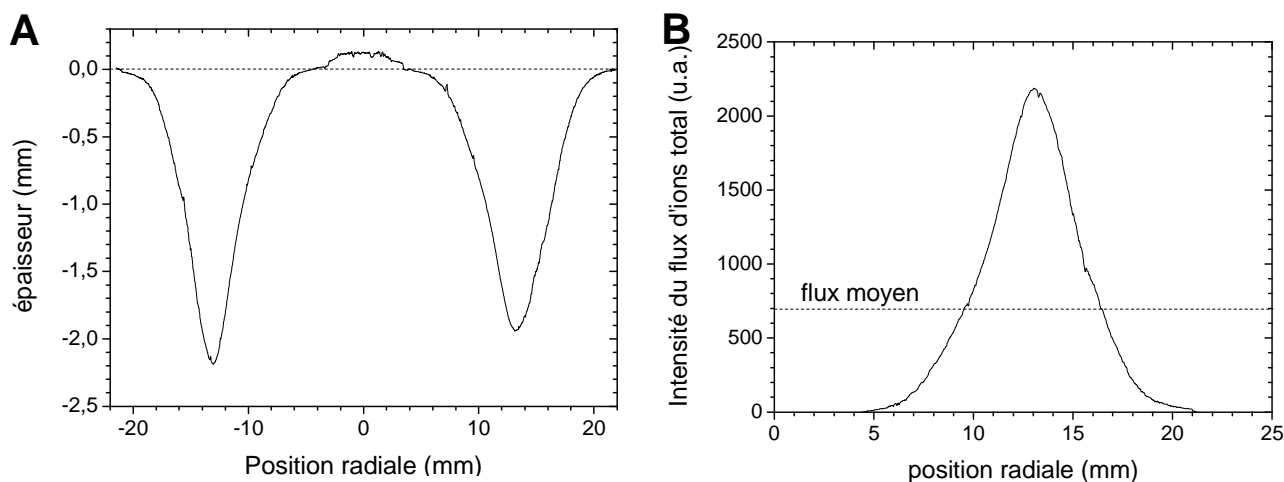 A
0,0
-0,5
-1,0
-1,5
-2,0
-2,5
-20 -10 0 10 20
Position radiale (mm)
épaisseur (mm)
B
2500
2000
1500
1000
500
0
flux moyen
0 5 10 15 20 25
position radiale (mm)
Intensité du flux d'ions total (u.a.)